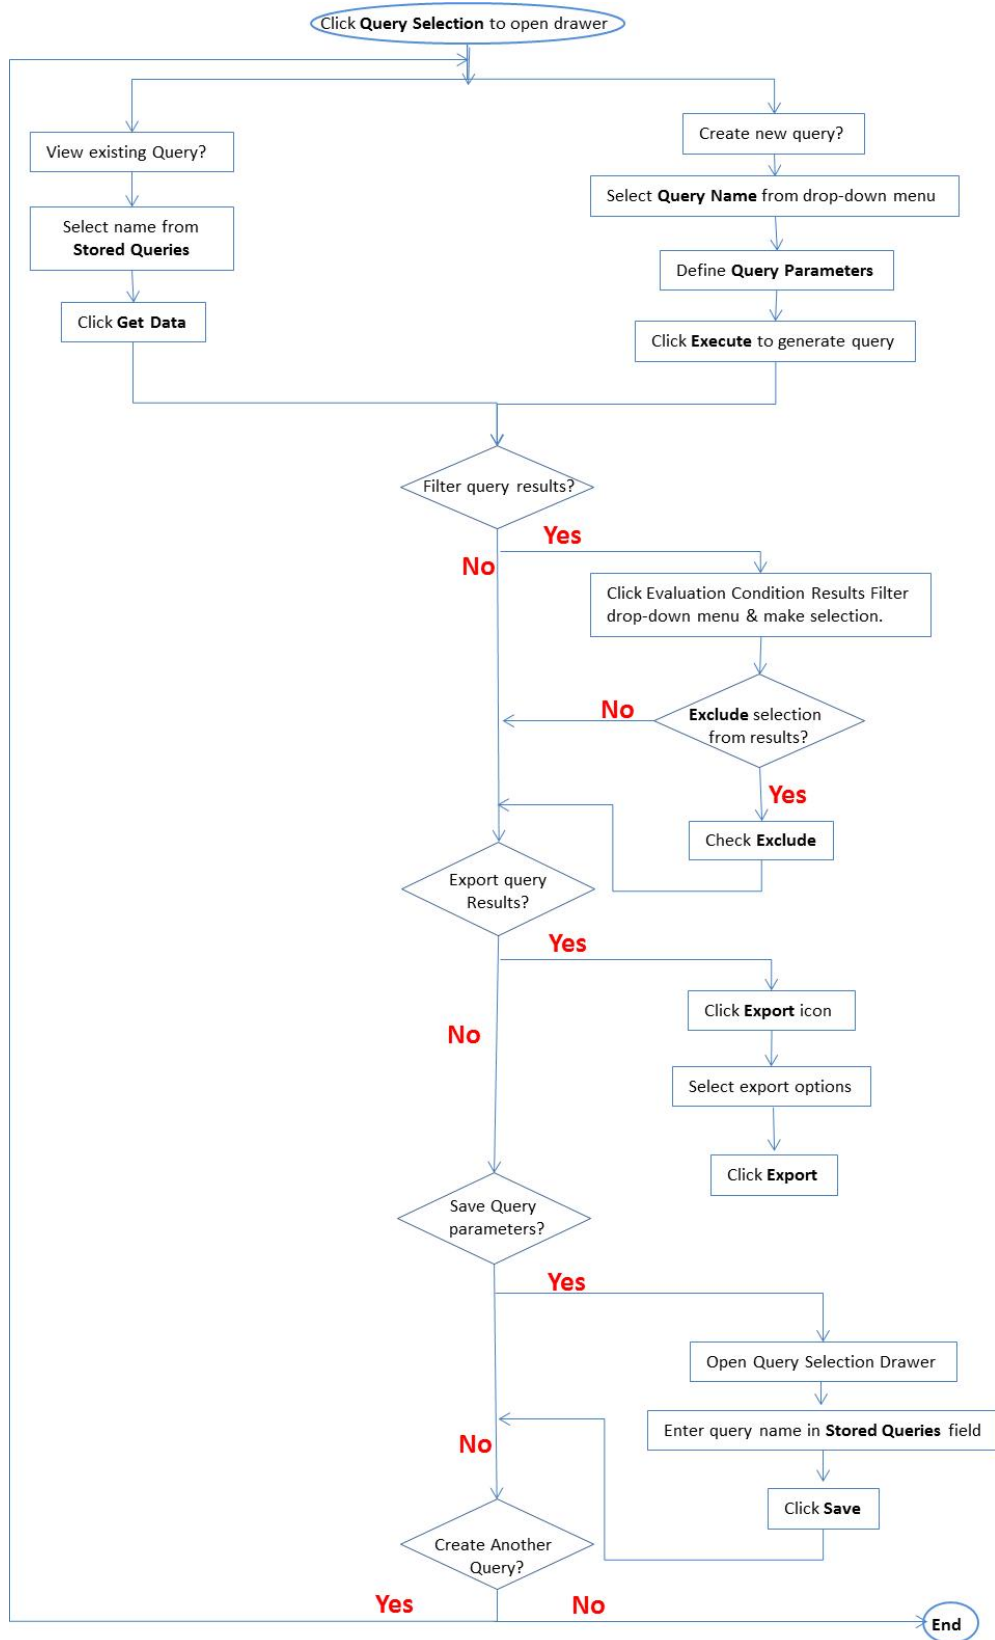 Click Query Selection to open drawer
View existing Query?
Select name from
Stored Queries
Click Get Data
Create new query?
Select Query Name from drop-down menu
Define Query Parameters
Click Execute to generate query
Filter query results?
Yes
No
Click Evaluation Condition Results Filter
drop-down menu & make selection.
Exclude selection
from results?
No
Yes
Check Exclude
Export query
Results?
Yes
No
Click Export icon
Select export options
Click Export
Save Query
parameters?
Yes
Open Query Selection Drawer
Enter query name in Stored Queries field
No
Click Save
Create Another
Query?
Yes
No
End